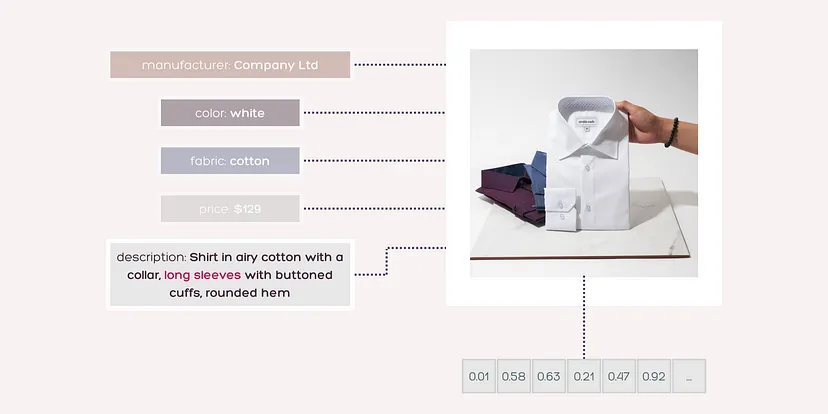 manufacturer: Company Ltd
color: white
fabric: cotton
price: $129
description: Shirt in airy cotton with a
collar, long sleeves with buttoned
cuffs, rounded hem
0.01 0.58 0.63 0.21 0.47 0.92 ...